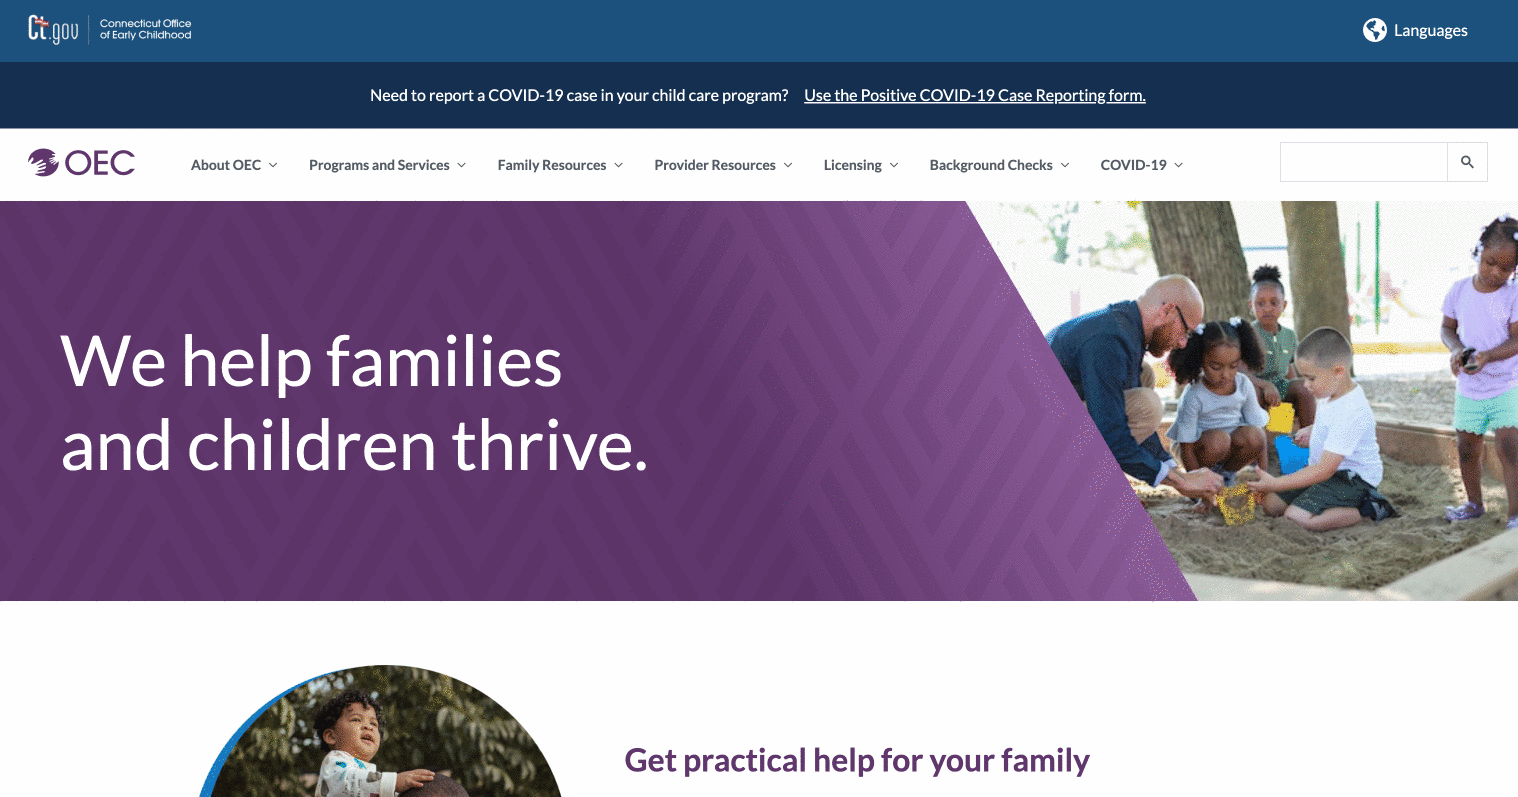 Ct.gov
Connecticut Office
of Early Childhood
Languages
Need to report a COVID-19 case in your child care program? Use the Positive COVID-19 Case Reporting form.
OEC
About OEC Programs and Services Family Resources Provider Resources Licensing Background Checks COVID-19
We help families
and children thrive.
Get practical help for your family